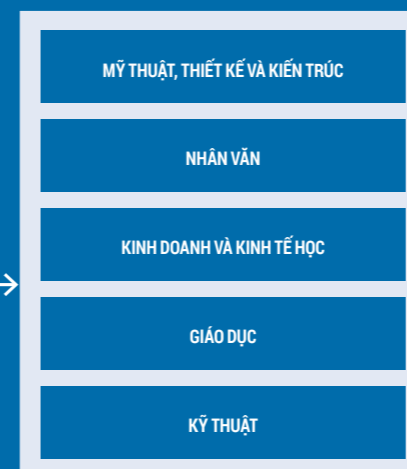 MỸ THUẬT, THIẾT KẾ VÀ KIẾN TRÚC
NHÂN VĂN
KINH DOANH VÀ KINH TẾ HỌC
GIÁO DỤC
KỸ THUẬT